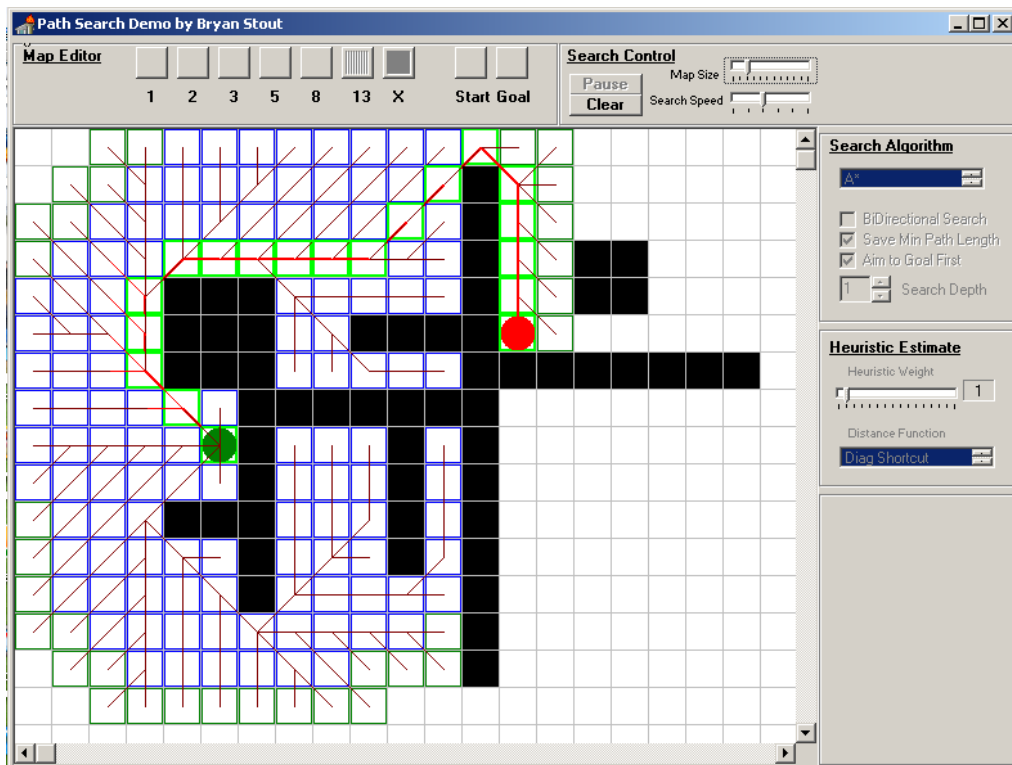 Path Search Demo by Bryan Stout
Map Editor
1 2 3 5 8 13 X Start Goal
Search Control
Pause
Clear
Map Size
Search Speed
Search Algorithm
A*
BiDirectional Search
Save Min Path Length
Aim to Goal First
1 Search Depth
Heuristic Estimate
Heuristic Weight
1
Distance Function
Diag Shortcut